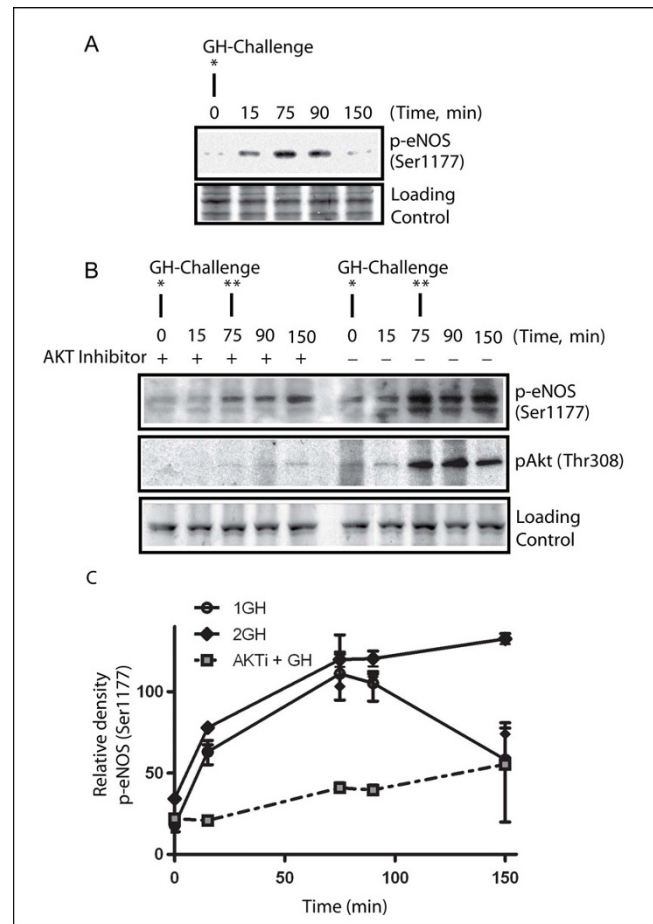 A
GH-Challenge
*
0 15 75 90 150 (Time, min)
p-eNOS
(Ser1177)
Loading
Control
B
GH-Challenge GH-Challenge
* ** * **
0 15 75 90 150 0 15 75 90 150 (Time, min)
AKT Inhibitor + + + + + – – – – –
p-eNOS
(Ser1177)
pAkt (Thr308)
Loading
Control
C
1GH
2GH
AKTi + GH
Relative density
p-eNOS (Ser1177)
100
50
0
0 50 100 150
Time (min)